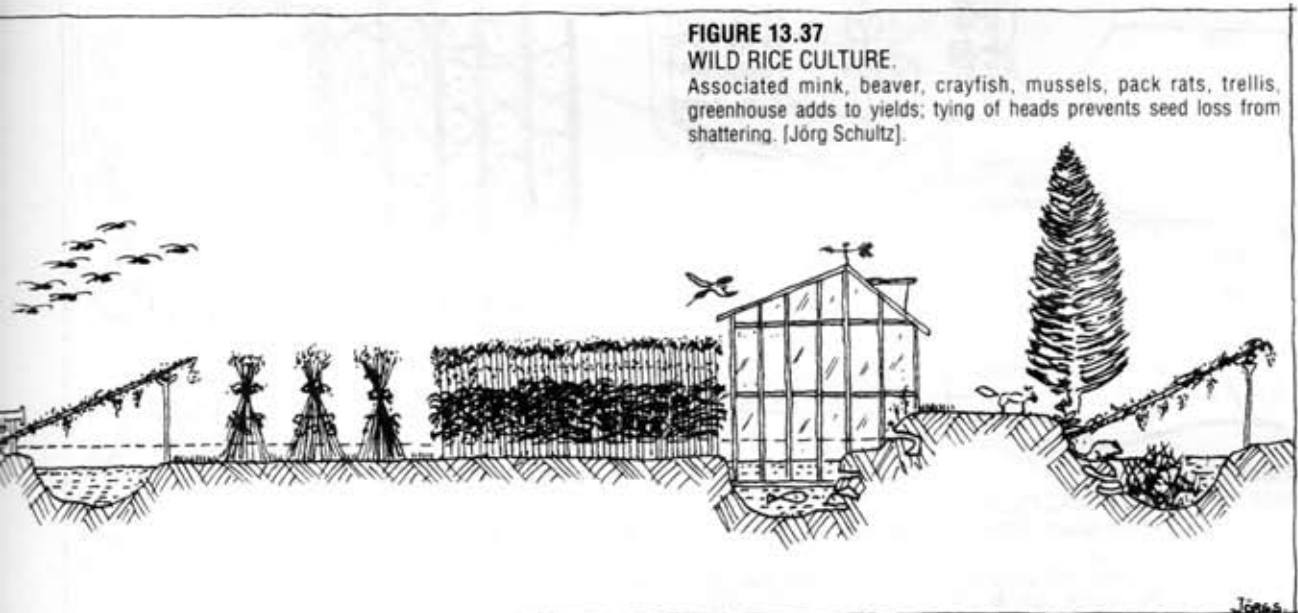 FIGURE 13.37
WILD RICE CULTURE.
Associated mink, beaver, crayfish, mussels, pack rats, trellis,
greenhouse adds to yields; tying of heads prevents seed loss from
shattering. [Jörg Schultz].
JÖRG S.